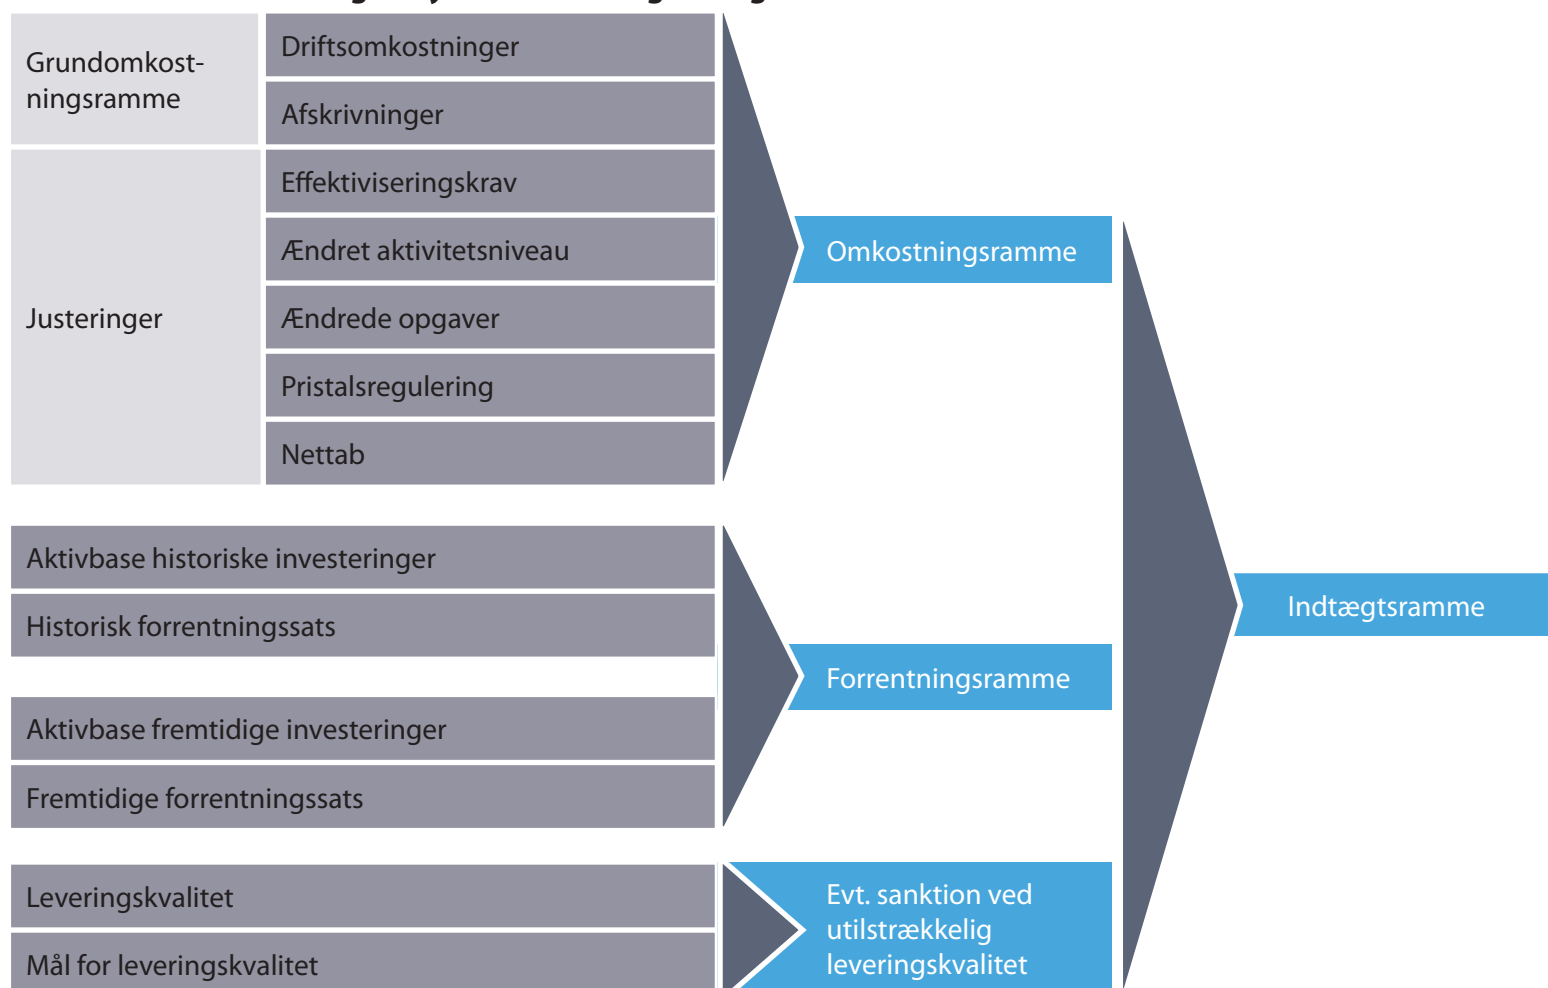 Grundomkost-
ningsramme
Driftsomkostninger
Afskrivninger
Justeringer
Effektiviseringskrav
Ændret aktivitetsniveau
Ændrede opgaver
Pristalsregulering
Nettab
Omkostningsramme
Aktivbase historiske investeringer
Historisk forrentningssats
Aktivbase fremtidige investeringer
Fremtidige forrentningssats
Forrentningsramme
Leveringskvalitet
Mål for leveringskvalitet
Evt. sanktion ved
utilstrækkelig
leveringskvalitet
Indtægtsramme